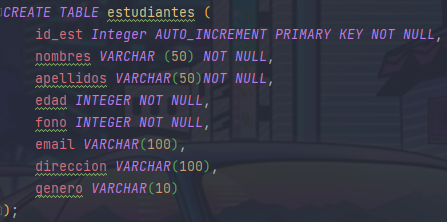 CREATE TABLE estudiantes (
id_est Integer AUTO_INCREMENT PRIMARY KEY NOT NULL,
nombres VARCHAR (50) NOT NULL,
apellidos VARCHAR(50)NOT NULL,
edad INTEGER NOT NULL,
fono INTEGER NOT NULL,
email VARCHAR(100),
direccion VARCHAR(100),
genero VARCHAR(10)
);